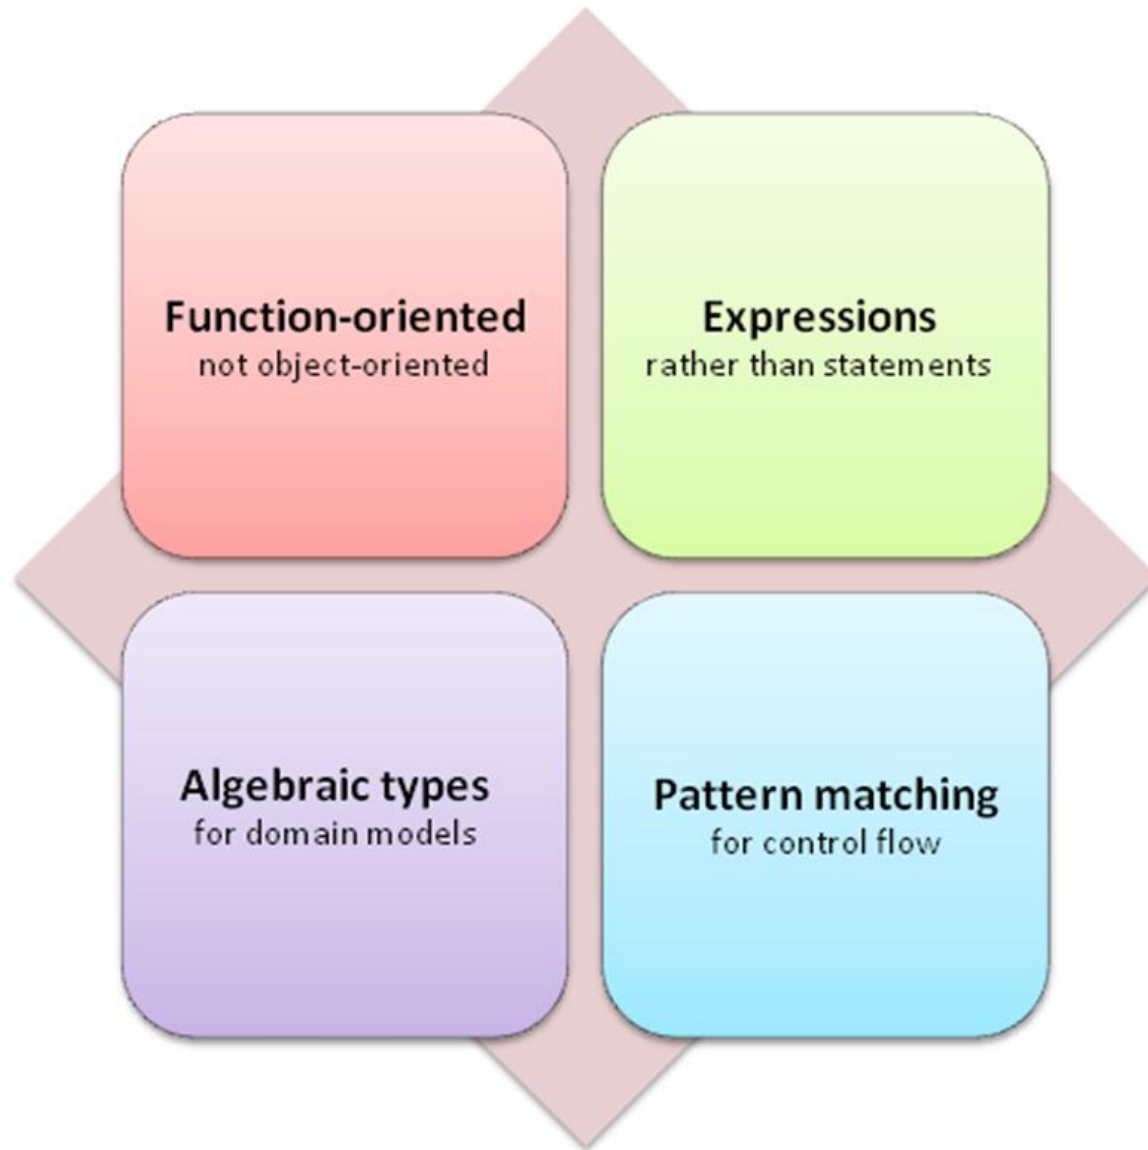 Function-oriented
not object-oriented
Expressions
rather than statements
Algebraic types
for domain models
Pattern matching
for control flow